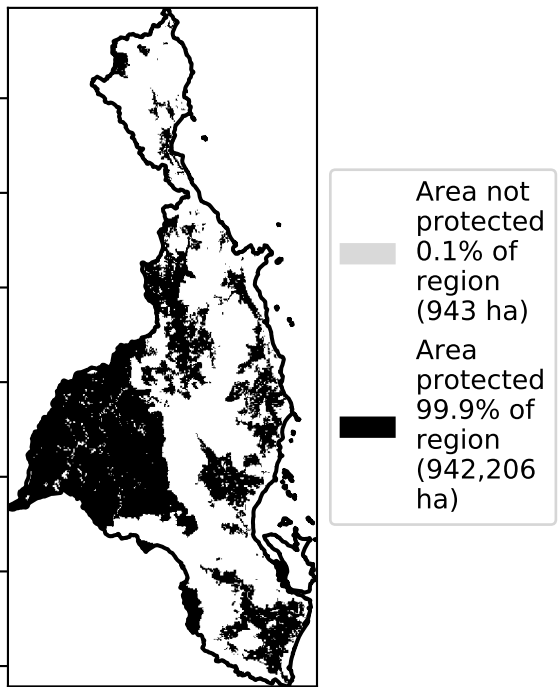 Area not
protected
0.1% of
region
(943 ha)
Area
protected
99.9% of
region
(942,206
ha)